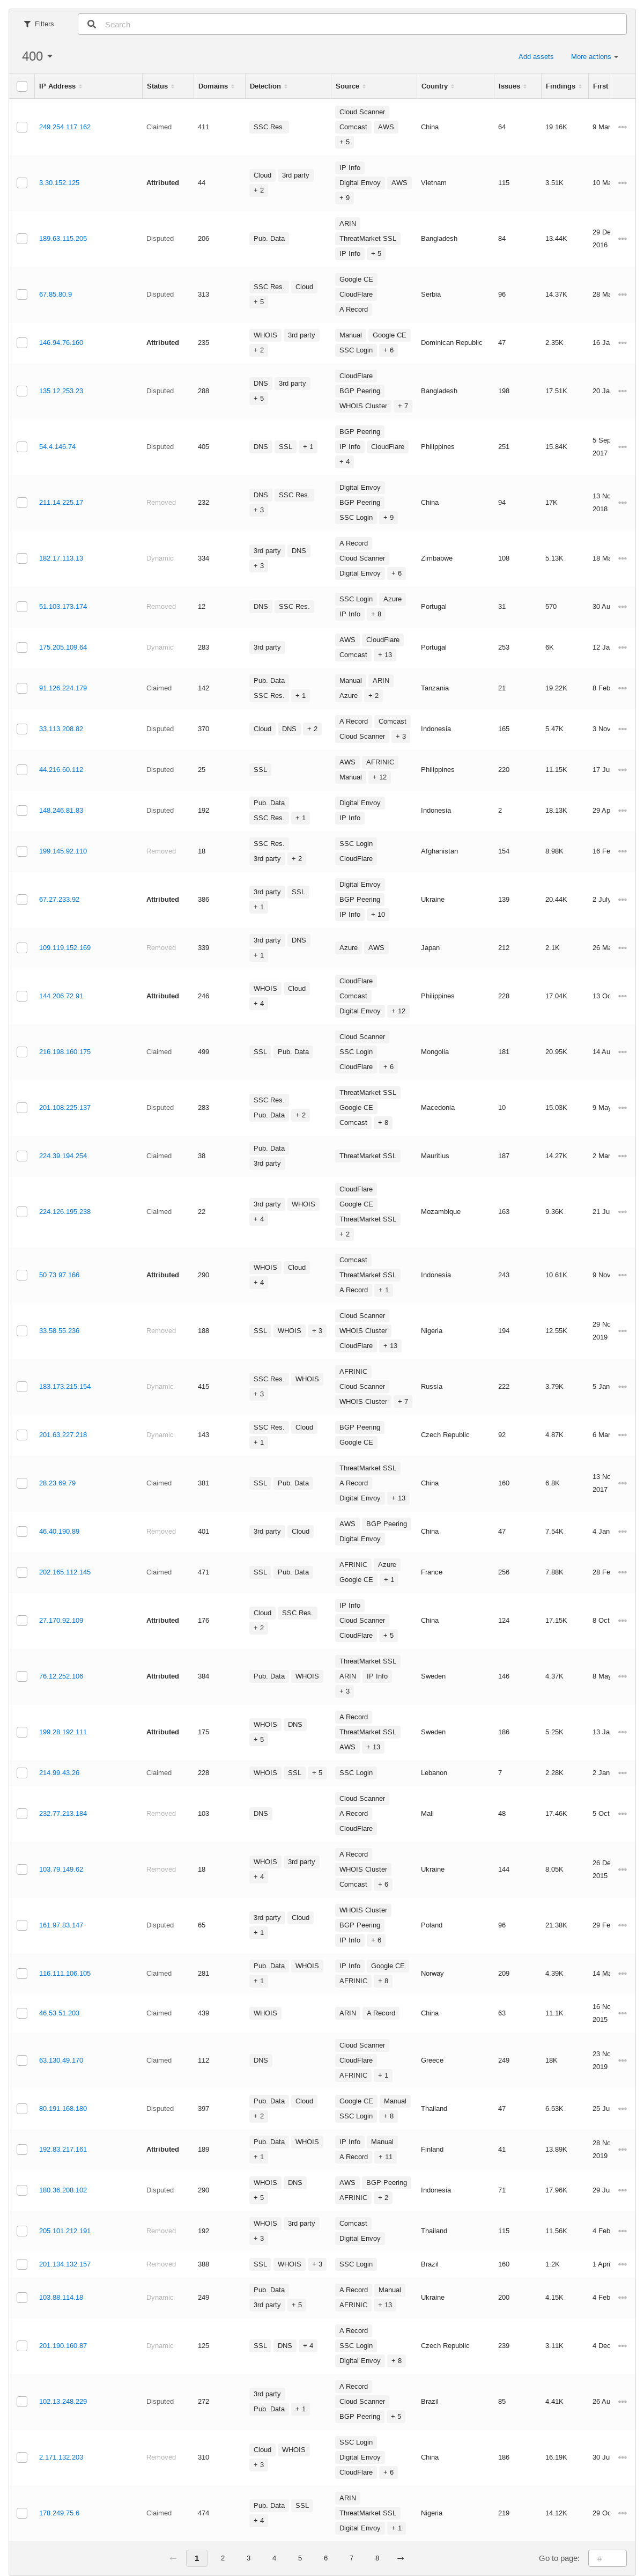 Filters
Search
400
Add assets More actions
IP Address Status Domains Detection Source Country Issues Findings First
249.254.117.162 Claimed 411 SSC Res. Cloud Scanner Comcast AWS + 5 China 64 19.16K 9 Mar
3.30.152.125 Attributed 44 Cloud 3rd party + 2 IP Info Digital Envoy AWS + 9 Vietnam 115 3.51K 10 Ma
189.63.115.205 Disputed 206 Pub. Data ARIN ThreatMarket SSL IP Info + 5 Bangladesh 84 13.44K 29 De 2016
67.85.80.9 Disputed 313 SSC Res. Cloud + 5 Google CE CloudFlare A Record Serbia 96 14.37K 28 Ma
146.94.76.160 Attributed 235 WHOIS 3rd party + 2 Manual Google CE SSC Login + 6 Dominican Republic 47 2.35K 16 Ja
135.12.253.23 Disputed 288 DNS 3rd party + 5 CloudFlare BGP Peering WHOIS Cluster + 7 Bangladesh 198 17.51K 20 Ja
54.4.146.74 Disputed 405 DNS SSL + 1 BGP Peering IP Info CloudFlare + 4 Philippines 251 15.84K 5 Sep 2017
211.14.225.17 Removed 232 DNS SSC Res. + 3 Digital Envoy BGP Peering SSC Login + 9 China 94 17K 13 No 2018
182.17.113.13 Dynamic 334 3rd party DNS + 3 A Record Cloud Scanner Digital Envoy + 6 Zimbabwe 108 5.13K 18 Ma
51.103.173.174 Removed 12 DNS SSC Res. SSC Login Azure IP Info + 8 Portugal 31 570 30 Au
175.205.109.64 Dynamic 283 3rd party AWS CloudFlare Comcast + 13 Portugal 253 6K 12 Ja
91.126.224.179 Claimed 142 Pub. Data SSC Res. + 1 Manual ARIN Azure + 2 Tanzania 21 19.22K 8 Feb
33.113.208.82 Disputed 370 Cloud DNS + 2 A Record Comcast Cloud Scanner + 3 Indonesia 165 5.47K 3 Nov
44.216.60.112 Disputed 25 SSL AWS AFRINIC Manual + 12 Philippines 220 11.15K 17 Ju
148.246.81.83 Disputed 192 Pub. Data SSC Res. + 1 Digital Envoy IP Info Indonesia 2 18.13K 29 Ap
199.145.92.110 Removed 18 SSC Res. 3rd party + 2 SSC Login CloudFlare Afghanistan 154 8.98K 16 Fe
67.27.233.92 Attributed 386 3rd party SSL + 1 Digital Envoy BGP Peering IP Info + 10 Ukraine 139 20.44K 2 July
109.119.152.169 Removed 339 3rd party DNS + 1 Azure AWS Japan 212 2.1K 26 Ma
144.206.72.91 Attributed 246 WHOIS Cloud + 4 CloudFlare Comcast Digital Envoy + 12 Philippines 228 17.04K 13 Oc
216.198.160.175 Claimed 499 SSL Pub. Data Cloud Scanner SSC Login CloudFlare + 6 Mongolia 181 20.95K 14 Au
201.108.225.137 Disputed 283 SSC Res. Pub. Data + 2 ThreatMarket SSL Google CE Comcast + 8 Macedonia 10 15.03K 9 May
224.39.194.254 Claimed 38 Pub. Data 3rd party ThreatMarket SSL Mauritius 187 14.27K 2 Mar
224.126.195.238 Claimed 22 3rd party WHOIS + 4 CloudFlare Google CE ThreatMarket SSL + 2 Mozambique 163 9.36K 21 Ju
50.73.97.166 Attributed 290 WHOIS Cloud + 4 Comcast ThreatMarket SSL A Record + 1 Indonesia 243 10.61K 9 Nov
33.58.55.236 Removed 188 SSL WHOIS + 3 Cloud Scanner WHOIS Cluster CloudFlare + 13 Nigeria 194 12.55K 29 No 2019
183.173.215.154 Dynamic 415 SSC Res. WHOIS + 3 AFRINIC Cloud Scanner WHOIS Cluster + 7 Russia 222 3.79K 5 Jan
201.63.227.218 Dynamic 143 SSC Res. Cloud + 1 BGP Peering Google CE Czech Republic 92 4.87K 6 Mar
28.23.69.79 Claimed 381 SSL Pub. Data ThreatMarket SSL A Record Digital Envoy + 13 China 160 6.8K 13 No 2017
46.40.190.89 Removed 401 3rd party Cloud AWS BGP Peering Digital Envoy China 47 7.54K 4 Jan
202.165.112.145 Claimed 471 SSL Pub. Data AFRINIC Azure Google CE + 1 France 256 7.88K 28 Fe
27.170.92.109 Attributed 176 Cloud SSC Res. + 2 IP Info Cloud Scanner CloudFlare + 5 China 124 17.15K 8 Oct
76.12.252.106 Attributed 384 Pub. Data WHOIS ThreatMarket SSL ARIN IP Info + 3 Sweden 146 4.37K 8 May
199.28.192.111 Attributed 175 WHOIS DNS + 5 A Record ThreatMarket SSL AWS + 13 Sweden 186 5.25K 13 Ja
214.99.43.26 Claimed 228 WHOIS SSL + 5 SSC Login Lebanon 7 2.28K 2 Jan
232.77.213.184 Removed 103 DNS Cloud Scanner A Record CloudFlare Mali 48 17.46K 5 Oct
103.79.149.62 Removed 18 WHOIS 3rd party + 4 A Record WHOIS Cluster Comcast + 6 Ukraine 144 8.05K 26 De 2015
161.97.83.147 Disputed 65 3rd party Cloud + 1 WHOIS Cluster BGP Peering IP Info + 6 Poland 96 21.38K 29 Fe
116.111.106.105 Claimed 281 Pub. Data WHOIS + 1 IP Info Google CE AFRINIC + 8 Norway 209 4.39K 14 Ma
46.53.51.203 Claimed 439 WHOIS ARIN A Record China 63 11.1K 16 No 2015
63.130.49.170 Claimed 112 DNS Cloud Scanner CloudFlare AFRINIC + 1 Greece 249 18K 23 No 2019
80.191.168.180 Disputed 397 Pub. Data Cloud + 2 Google CE Manual SSC Login + 8 Thailand 47 6.53K 25 Ju
192.83.217.161 Attributed 189 Pub. Data WHOIS + 1 IP Info Manual A Record + 11 Finland 41 13.89K 28 No 2019
180.36.208.102 Disputed 290 WHOIS DNS + 5 AWS BGP Peering AFRINIC + 2 Indonesia 71 17.96K 29 Ju
205.101.212.191 Removed 192 WHOIS 3rd party + 3 Comcast Digital Envoy Thailand 115 11.56K 4 Feb
201.134.132.157 Removed 388 SSL WHOIS + 3 SSC Login Brazil 160 1.2K 1 Apri
103.88.114.18 Dynamic 249 Pub. Data 3rd party + 5 A Record Manual AFRINIC + 13 Ukraine 200 4.15K 4 Feb
201.190.160.87 Dynamic 125 SSL DNS + 4 A Record SSC Login Digital Envoy + 8 Czech Republic 239 3.11K 4 Dec
102.13.248.229 Disputed 272 3rd party Pub. Data + 1 A Record Cloud Scanner BGP Peering + 5 Brazil 85 4.41K 26 Au
2.171.132.203 Removed 310 Cloud WHOIS + 3 SSC Login Digital Envoy CloudFlare + 6 China 186 16.19K 30 Ju
178.249.75.6 Claimed 474 Pub. Data SSL + 4 ARIN ThreatMarket SSL Digital Envoy + 1 Nigeria 219 14.12K 29 Oc
← 1 2 3 4 5 6 7 8 → Go to page: #